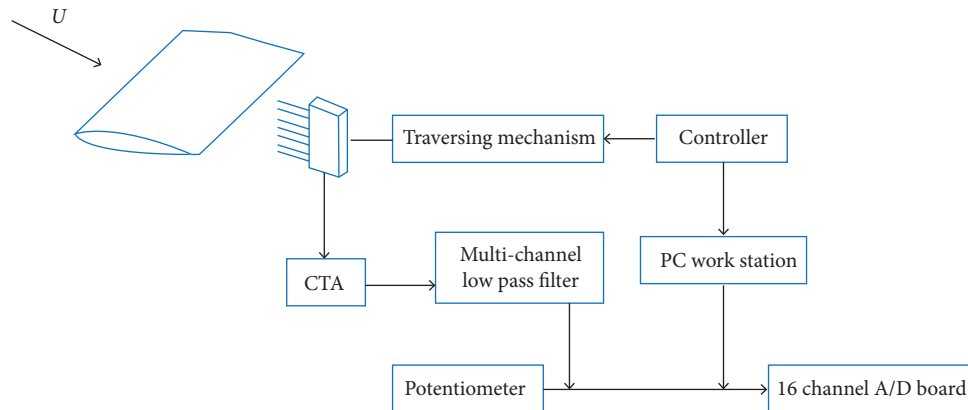 U
Traversing mechanism
Controller
Multi-channel
low pass filter
PC work station
CTA
Potentiometer
16 channel A/D board